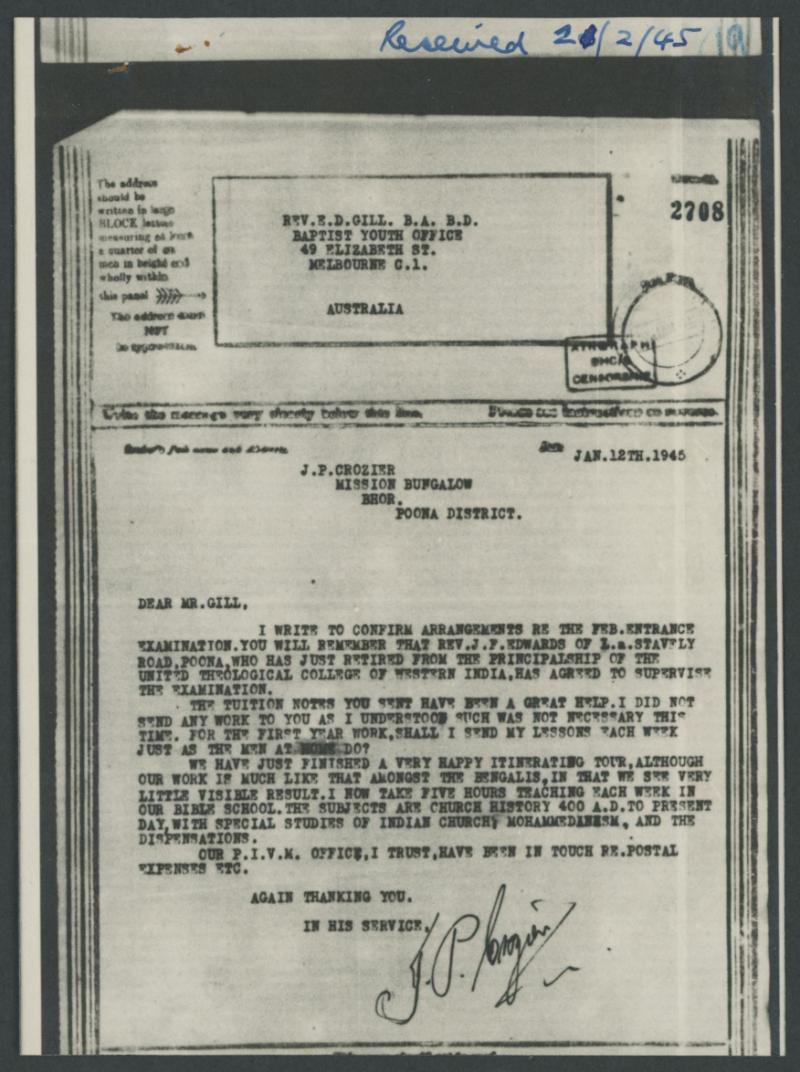 Received 21/2/45
The address
should be
written in large
BLOCK letters
measuring at least
a quarter of an
inch in height and
wholly within
this panel
The address must
NOT
be typewritten.
REV.E.D.GILL. B.A. B.D.
BAPTIST YOUTH OFFICE
49 ELIZABETH ST.
MELBOURNE C.1.
AUSTRALIA
2708
CENSORSHIP
Write the message very clearly below this line.
Sender's full name and address
Date JAN.12TH.1945
J.P.CROZIER
MISSION BUNGALOW
BHOR.
POONA DISTRICT.
DEAR MR.GILL,
I WRITE TO CONFIRM ARRANGEMENTS RE THE FEB.ENTRANCE
EXAMINATION.YOU WILL REMEMBER THAT REV.J.F.EDWARDS OF L.a.STAVELY
ROAD,POONA,WHO HAS JUST RETIRED FROM THE PRINCIPALSHIP OF THE
UNITED THEOLOGICAL COLLEGE OF WESTERN INDIA,HAS AGREED TO SUPERVISE
THE EXAMINATION.
THE TUITION NOTES YOU SENT HAVE BEEN A GREAT HELP.I DID NOT
SEND ANY WORK TO YOU AS I UNDERSTOOD SUCH WAS NOT NECESSARY THIS
TIME. FOR THE FIRST YEAR WORK,SHALL I SEND MY LESSONS EACH WEEK
JUST AS THE MEN AT HOME DO?
WE HAVE JUST FINISHED A VERY HAPPY ITINERATING TOUR,ALTHOUGH
OUR WORK IS MUCH LIKE THAT AMONGST THE BENGALIS,IN THAT WE SEE VERY
LITTLE VISIBLE RESULT.I NOW TAKE FIVE HOURS TEACHING EACH WEEK IN
OUR BIBLE SCHOOL.THE SUBJECTS ARE CHURCH HISTORY 400 A.D.TO PRESENT
DAY,WITH SPECIAL STUDIES OF INDIAN CHURCH, MOHAMMEDANISM, AND THE
DISPENSATIONS.
OUR P.I.V.M. OFFICE,I TRUST,HAVE BEEN IN TOUCH RE.POSTAL
EXPENSES ETC.
AGAIN THANKING YOU.
IN HIS SERVICE,
J.P. Crozier